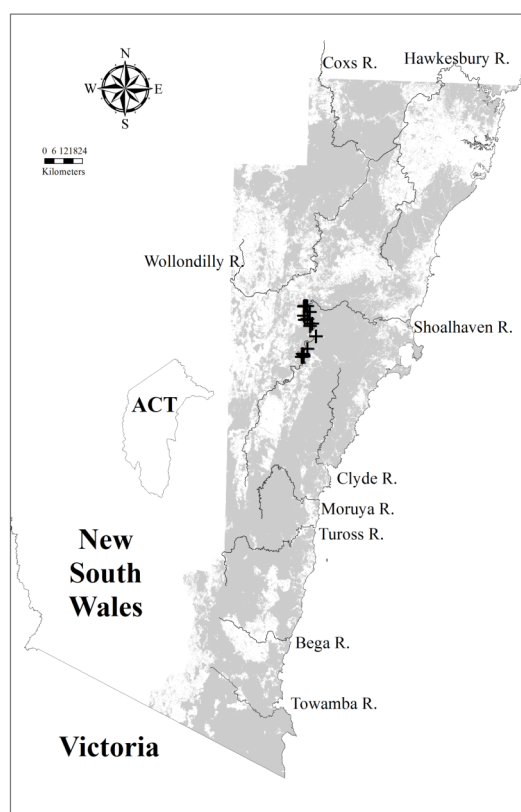 Coxs R.
Hawkesbury R.
N
W E
S
0 6 121824
Kilometers
Wollondilly R.
Shoalhaven R.
ACT
Clyde R.
Moruya R.
Tuross R.
New
South
Wales
Bega R.
Towamba R.
Victoria